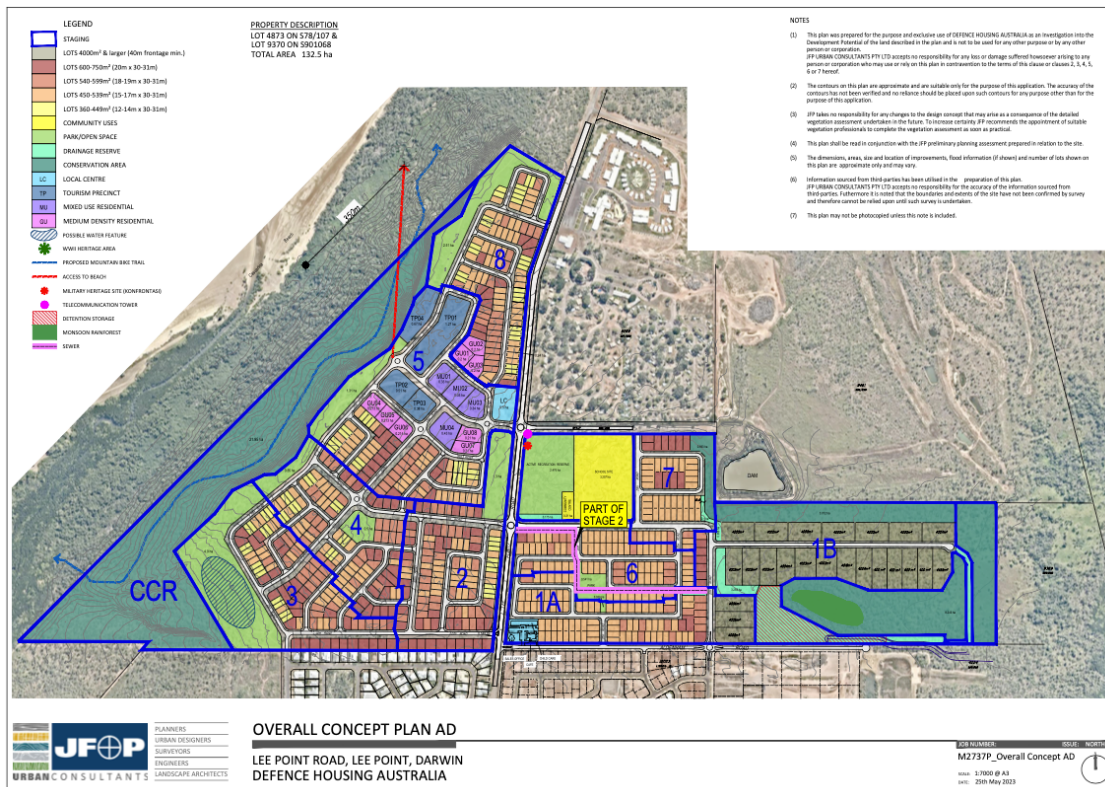 LEGEND
STAGING
LOTS 4000m² & larger (40m frontage min.)
LOTS 600-750m² (20m x 30-31m)
LOTS 540-599m² (18-19m x 30-31m)
LOTS 450-539m² (15-17m x 30-31m)
LOTS 360-449m² (12-14m x 30-31m)
COMMUNITY USES
PARK/OPEN SPACE
DRAINAGE RESERVE
CONSERVATION AREA
LC LOCAL CENTRE
TP TOURISM PRECINCT
MU MIXED USE RESIDENTIAL
GU MEDIUM DENSITY RESIDENTIAL
POSSIBLE WATER FEATURE
WWII HERITAGE AREA
PROPOSED MOUNTAIN BIKE TRAIL
ACCESS TO BEACH
MILITARY HERITAGE SITE (KONFRONTASI)
TELECOMMUNICATION TOWER
DETENTION STORAGE
MONSOON RAINFOREST
SEWER
PROPERTY DESCRIPTION
LOT 4873 ON S78/107 &
LOT 9370 ON S901068
TOTAL AREA 132.5 ha
NOTES
(1) This plan was prepared for the purpose and exclusive use of DEFENCE HOUSING AUSTRALIA as an Investigation into the
Development Potential of the land described in the plan and is not to be used for any other purpose or by any other
person or corporation.
JFP URBAN CONSULTANTS PTY LTD accepts no responsibility for any loss or damage suffered howsoever arising to any
person or corporation who may use or rely on this plan in contravention to the terms of this clause or clauses 2, 3, 4, 5,
6 or 7 hereof.
(2) The contours on this plan are approximate and are suitable only for the purpose of this application. The accuracy of the
contours has not been verified and no reliance should be placed upon such contours for any purpose other than for the
purpose of this application.
(3) JFP takes no responsibility for any changes to the design concept that may arise as a consequence of the detailed
vegetation assessment undertaken in the future. To increase certainty JFP recommends the appointment of suitable
vegetation professionals to complete the vegetation assessment as soon as practical.
(4) This plan shall be read in conjunction with the JFP preliminary planning assessment prepared in relation to the site.
(5) The dimensions, areas, size and location of improvements, flood information (if shown) and number of lots shown on
this plan are approximate only and may vary.
(6) Information sourced from third-parties has been utilised in the preparation of this plan.
JFP URBAN CONSULTANTS PTY LTD accepts no responsibility for the accuracy of the information sourced from
third-parties. Futhermore it is noted that the boundaries and extents of the site have not been confirmed by survey
and therefore cannot be relied upon until such survey is undertaken.
(7) This plan may not be photocopied unless this note is included.
350m
8
TP04
TP01
5
GU02
GU01
GU03
MU01
MU02
MU03
LC
TP02
TP03
GU04
GU05
GU06
MU04
GU08
GU07
7
DAM
PART OF
STAGE 2
4
1B
2
6
CCR
3
1A
JFP
URBAN CONSULTANTS
PLANNERS
URBAN DESIGNERS
SURVEYORS
ENGINEERS
LANDSCAPE ARCHITECTS
OVERALL CONCEPT PLAN AD
LEE POINT ROAD, LEE POINT, DARWIN
DEFENCE HOUSING AUSTRALIA
JOB NUMBER: ISSUE: NORTH
M2737P_Overall Concept AD
SCALE 1:7000 @ A3
DATE: 25th May 2023